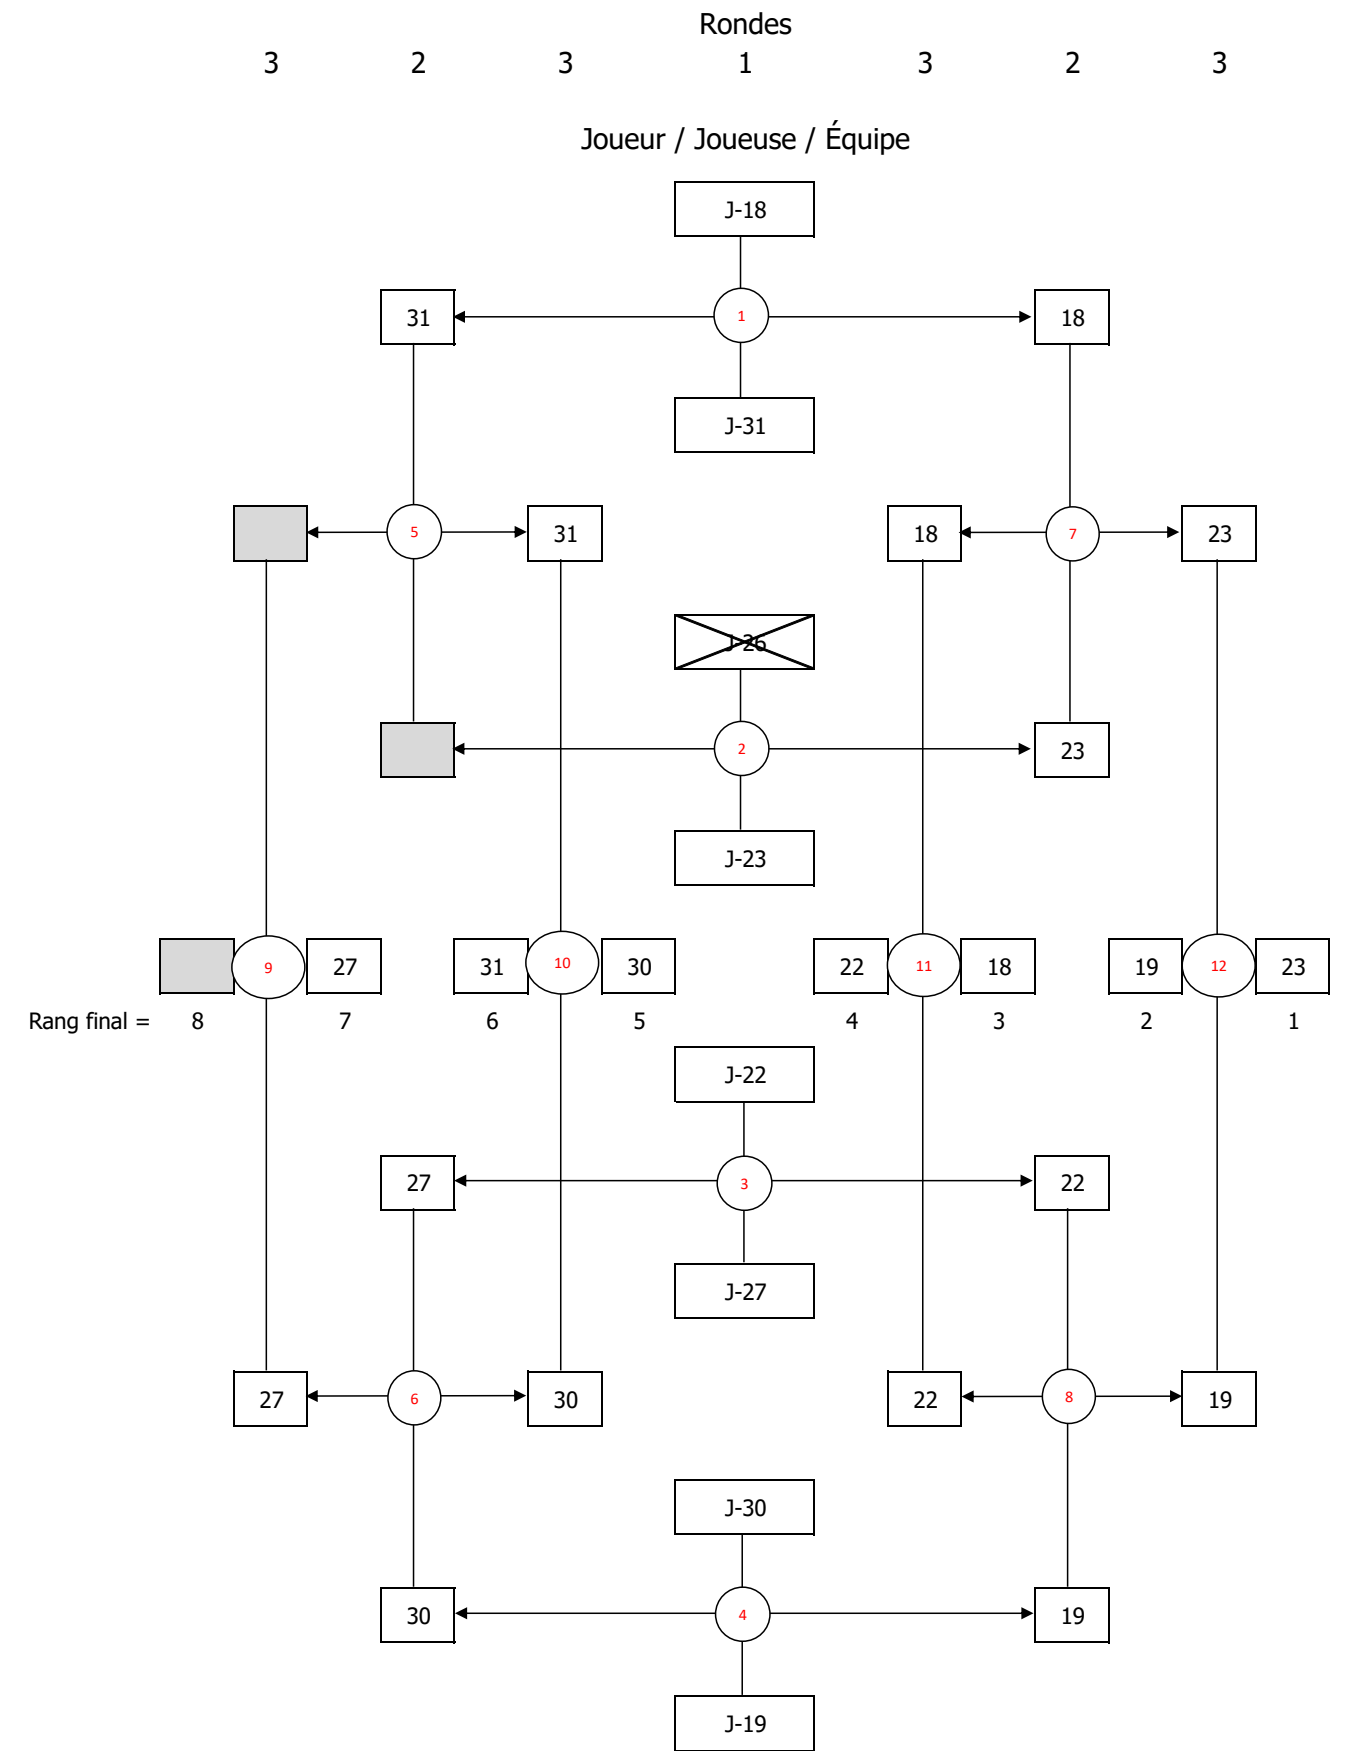 Rondes
3 2 3 1 3 2 3
Joueur / Joueuse / Équipe
J-18
31 1 18
J-31
5 31 18 7 23
J-26
2 23
J-23
9 27 31 10 30 22 11 18 19 12 23
Rang final = 8 7 6 5 4 3 2 1
J-22
27 3 22
J-27
27 6 30 22 8 19
J-30
30 4 19
J-19